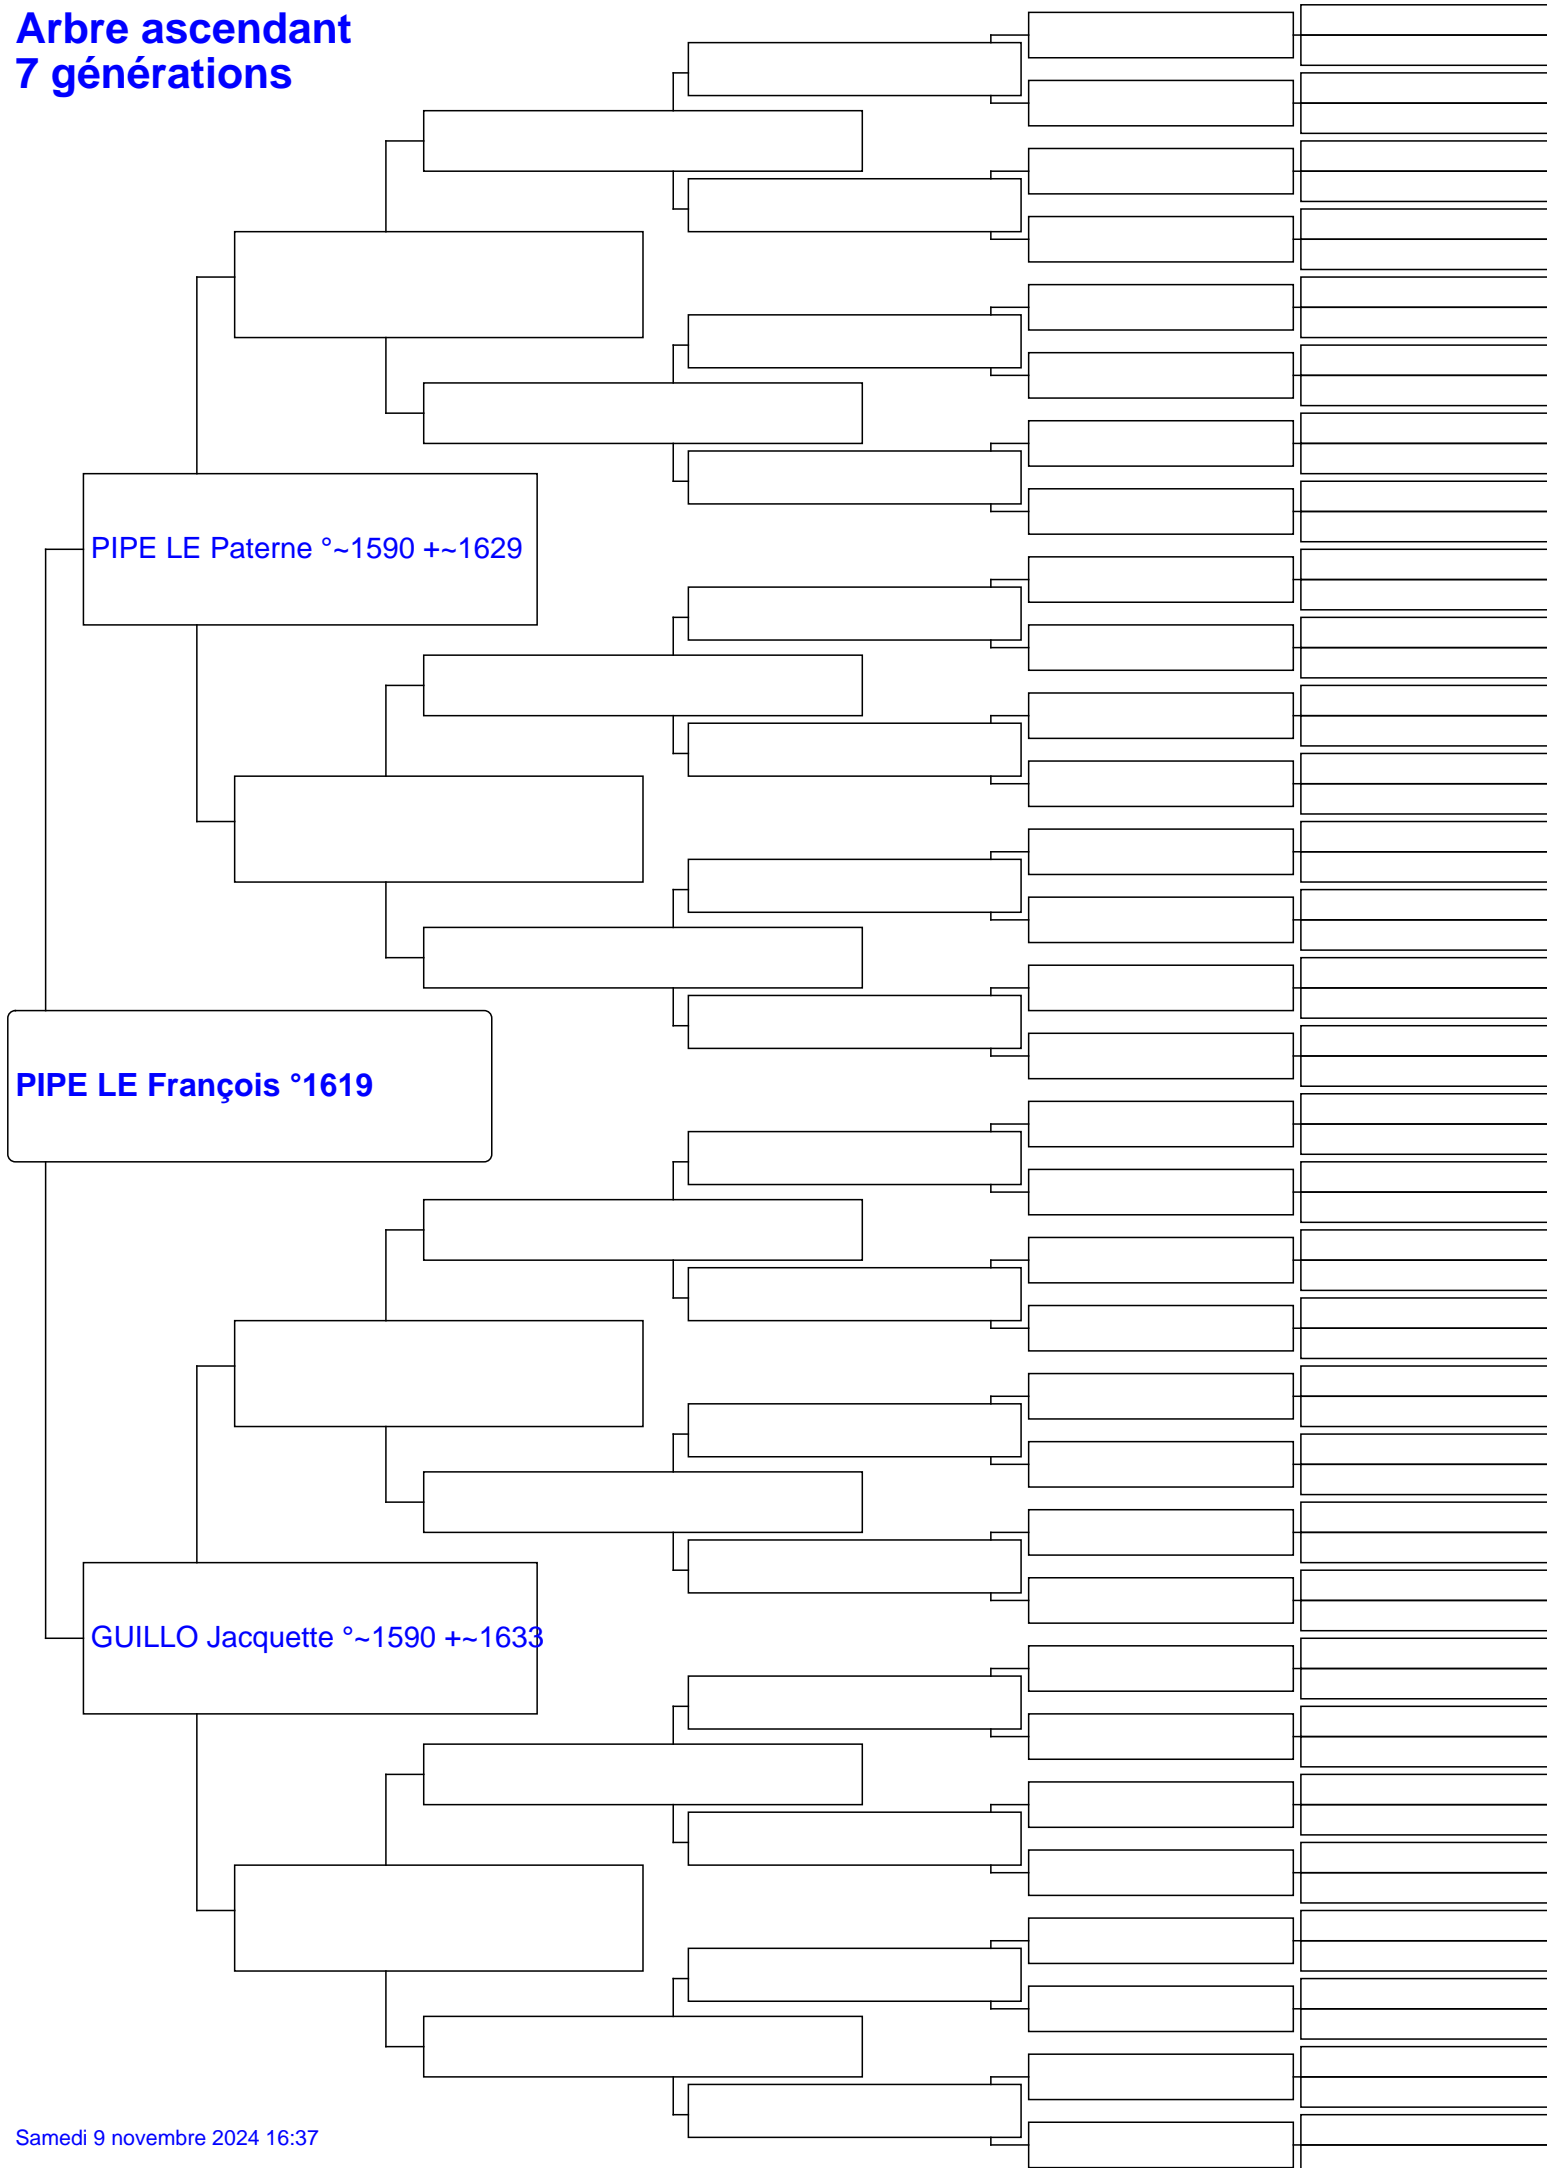 Arbre ascendant
7 générations
PIPE LE Paterne °~1590 +~1629
PIPE LE François °1619
GUILLO Jacquette °~1590 +~1633
Samedi 9 novembre 2024 16:37